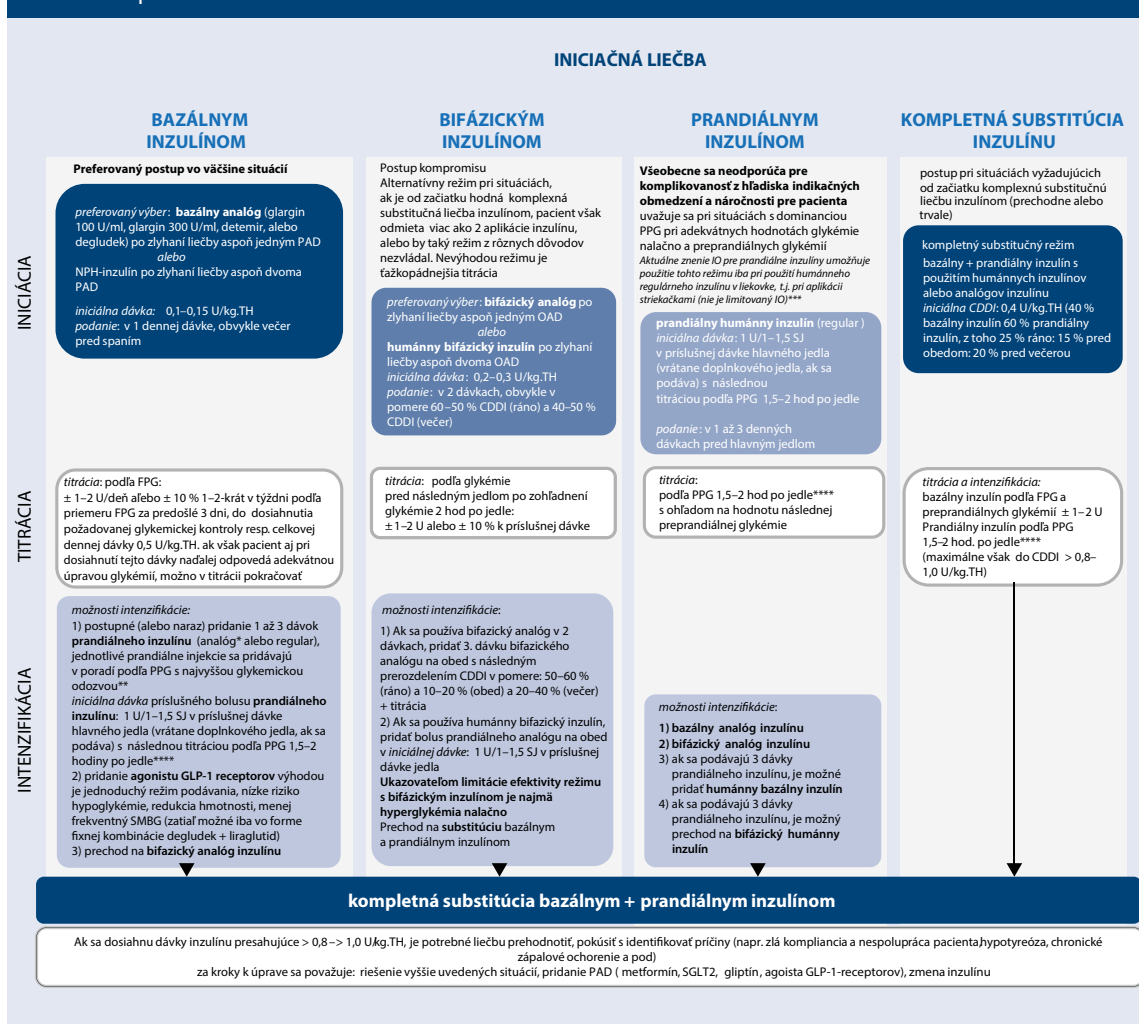 INICIAČNÁ LIEČBA
BAZÁLNYM
INZULÍNOM
Preferovaný postup vo väčšine situácií
preferovaný výber: bazálny analóg (glargin
100 U/ml, glargin 300 U/ml, detemir, alebo
degludek) po zlyhaní liečby aspoň jedným PAD
alebo
NPH-inzulín po zlyhaní liečby aspoň dvoma
PAD
iniciálna dávka: 0,1–0,15 U/kg.TH
podanie: v 1 dennej dávke, obvykle večer
pred spaním
BIFÁZICKÝM
INZULÍNOM
Postup kompromisu
Alternatívny režim pri situáciách,
ak je od začiatku hodná komplexná
substitučná liečba inzulínom, pacient však
odmieta viac ako 2 aplikácie inzulínu,
alebo by taký režim z rôznych dôvodov
nezvládal. Nevýhodou režimu je
ťažkopádnejšia titrácia
preferovaný výber: bifázický analóg po
zlyhaní liečby aspoň jedným OAD
alebo
humánny bifázický inzulín po zlyhaní
liečby aspoň dvoma OAD
iniciálna dávka: 0,2–0,3 U/kg.TH
podanie: v 2 dávkach, obvykle v
pomere 60–50 % CDDI (ráno) a 40–50 %
CDDI (večer)
PRANDIÁLNYM
INZULÍNOM
Všeobecne sa neodporúča pre
komplikovanosť z hľadiska indikačných
obmedzení a náročnosti pre pacienta
uvažuje sa pri situáciách s dominanciou
PPG pri adekvátnych hodnotách glykémie
nalačno a preprandiálnych glykémií
Aktuálne znenie IO pre prandiálne inzulíny umožňuje
použitie tohto režimu iba pri použití humánneho
regulárneho inzulínu v liekovke, t.j. pri aplikácii
striekačkami (nie je limitovaný IO)***
prandiálny humánny inzulín (regular )
iniciálna dávka: 1 U/1–1,5 SJ
v príslušnej dávke hlavného jedla
(vrátane doplnkového jedla, ak sa
podáva) s následnou
titráciou podľa PPG 1,5–2 hod po jedle
podanie: v 1 až 3 denných
dávkach pred hlavným jedlom
KOMPLETNÁ SUBSTITÚCIA
INZULÍNU
postup pri situáciách vyžadujúcich
od začiatku komplexnú substitučnú
liečbu inzulínom (prechodne alebo
trvale)
kompletný substitučný režim
bazálny + prandiálny inzulín s
použitím humánnych inzulínov
alebo analógov inzulínu
iniciálna CDDI: 0,4 U/kg.TH (40 %
bazálny inzulín 60 % prandiálny
inzulín, z toho 25 % ráno: 15 % pred
obedom: 20 % pred večerou
INICIÁCIA
TITRÁCIA
titrácia: podľa FPG:
± 1–2 U/deň aľebo ± 10 % 1–2-krát v týždni podľa
priemeru FPG za predošlé 3 dni, do dosiahnutia
požadovanej glykemickej kontroly resp. celkovej
dennej dávky 0,5 U/kg.TH. ak však pacient aj pri
dosiahnutí tejto dávky naďalej odpovedá adekvátnou
úpravou glykémií, možno v titrácii pokračovať
titrácia: podľa glykémie
pred následným jedlom po zohľadnení
glykémie 2 hod po jedle:
± 1–2 U alebo ± 10 % k príslušnej dávke
titrácia:
podľa PPG 1,5–2 hod po jedle****
s ohľadom na hodnotu následnej
preprandiálnej glykémie
titrácia a intenzifikácia:
bazálny inzulín podľa FPG a
preprandiálnych glykémií ± 1–2 U
Prandiálny inzulín podľa PPG
1,5–2 hod. po jedle****
(maximálne však do CDDI > 0,8–
1,0 U/kg.TH)
INTENZIFIKÁCIA
možnosti intenzifikácie:
1) postupné (alebo naraz) pridanie 1 až 3 dávok
prandiálneho inzulínu (analóg* alebo regular),
jednotlivé prandiálne injekcie sa pridávajú
v poradí podľa PPG s najvyššou glykemickou
odozvou**
iniciálna dávka príslušného bolusu prandiálneho
inzulínu: 1 U/1–1,5 SJ v príslušnej dávke
hlavného jedla (vrátane doplnkového jedla, ak sa
podáva) s následnou titráciou podľa PPG 1,5–2
hodiny po jedle****
2) pridanie agonistu GLP-1 receptorov výhodou
je jednoduchý režim podávania, nízke riziko
hypoglykémie, redukcia hmotnosti, menej
frekventný SMBG (zatiaľ možné iba vo forme
fixnej kombinácie degludek + liraglutid)
3) prechod na bifazický analóg inzulínu
možnosti intenzifikácie:
1) Ak sa používa bifazický analóg v 2
dávkach, pridať 3. dávku bifazického
analógu na obed s následným
prerozdelením CDDI v pomere: 50–60 %
(ráno) a 10–20 % (obed) a 20–40 % (večer)
+ titrácia
2) Ak sa používa humánny bifazický inzulín,
pridať bolus prandiálneho analógu na obed
v iniciálnej dávke: 1 U/1–1,5 SJ v príslušnej
dávke jedla
Ukazovateľom limitácie efektivity režimu
s bifázickým inzulínom je najmä
hyperglykémia nalačno
Prechod na substitúciu bazálnym
a prandiálnym inzulínom
možnosti intenzifikácie:
1) bazálny analóg inzulínu
2) bifázický analóg inzulínu
3) ak sa podávajú 3 dávky
prandiálneho inzulínu, je možné
pridať humánny bazálny inzulín
4) ak sa podávajú 3 dávky
prandiálneho inzulínu, je možný
prechod na bifázický humánny
inzulín
kompletná substitúcia bazálnym + prandiálnym inzulínom
Ak sa dosiahnu dávky inzulínu presahujúce > 0,8 –> 1,0 U/kg.TH, je potrebné liečbu prehodnotiť, pokúsiť s identifikovať príčiny (napr. zlá kompliancia a nespolupráca pacienta,hypotyreóza, chronické
zápalové ochorenie a pod)
za kroky k úprave sa považuje: riešenie vyššie uvedených situácií, pridanie PAD ( metformín, SGLT2, gliptín , agoista GLP-1-receptorov), zmena inzulínu